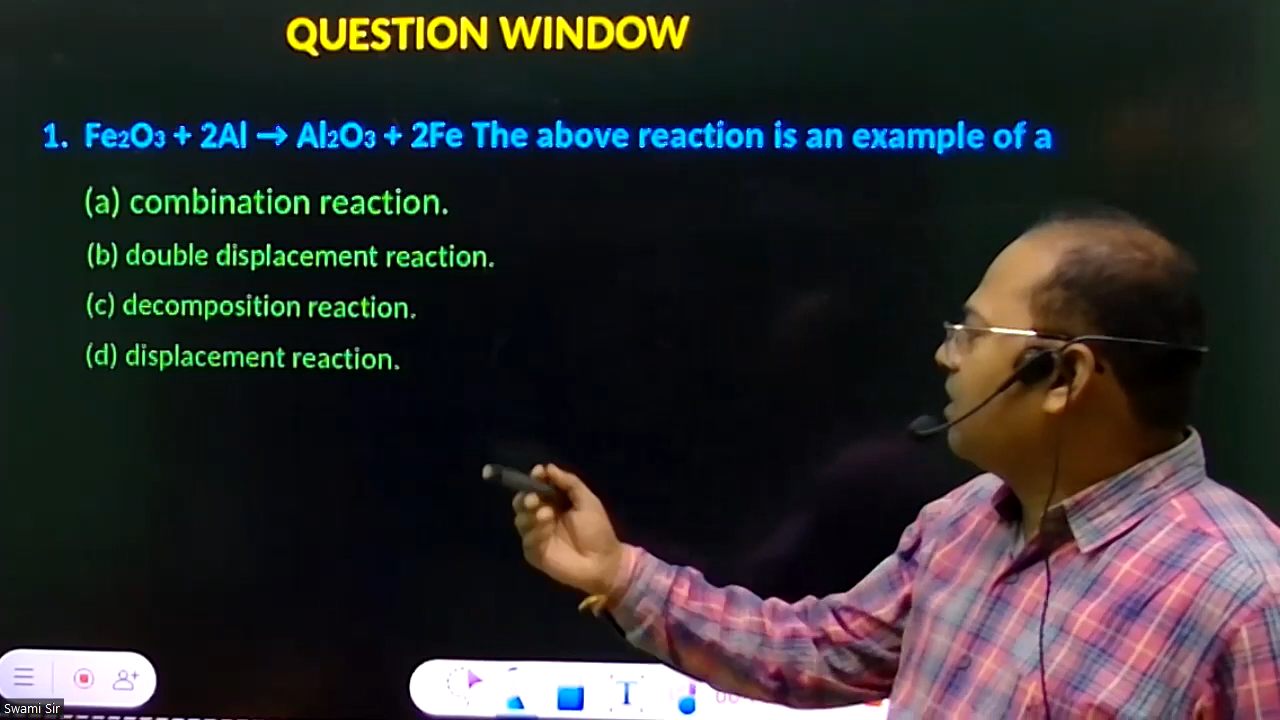 QUESTION WINDOW
1. Fe₂O₃ + 2Al → Al₂O₃ + 2Fe The above reaction is an example of a
(a) combination reaction.
(b) double displacement reaction.
(c) decomposition reaction.
(d) displacement reaction.
T
Swami Sir